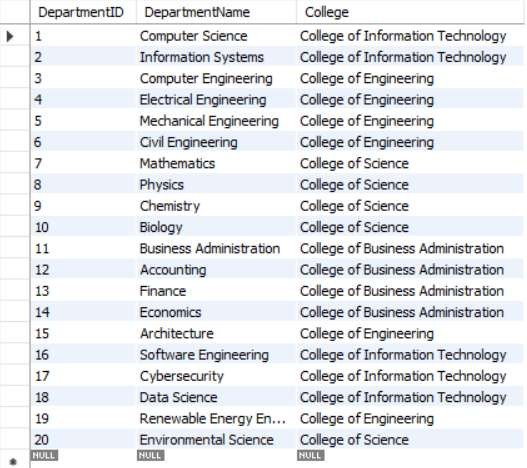 DepartmentID DepartmentName College
1 Computer Science College of Information Technology
2 Information Systems College of Information Technology
3 Computer Engineering College of Engineering
4 Electrical Engineering College of Engineering
5 Mechanical Engineering College of Engineering
6 Civil Engineering College of Engineering
7 Mathematics College of Science
8 Physics College of Science
9 Chemistry College of Science
10 Biology College of Science
11 Business Administration College of Business Administration
12 Accounting College of Business Administration
13 Finance College of Business Administration
14 Economics College of Business Administration
15 Architecture College of Engineering
16 Software Engineering College of Information Technology
17 Cybersecurity College of Information Technology
18 Data Science College of Information Technology
19 Renewable Energy En... College of Engineering
20 Environmental Science College of Science
NULL NULL NULL